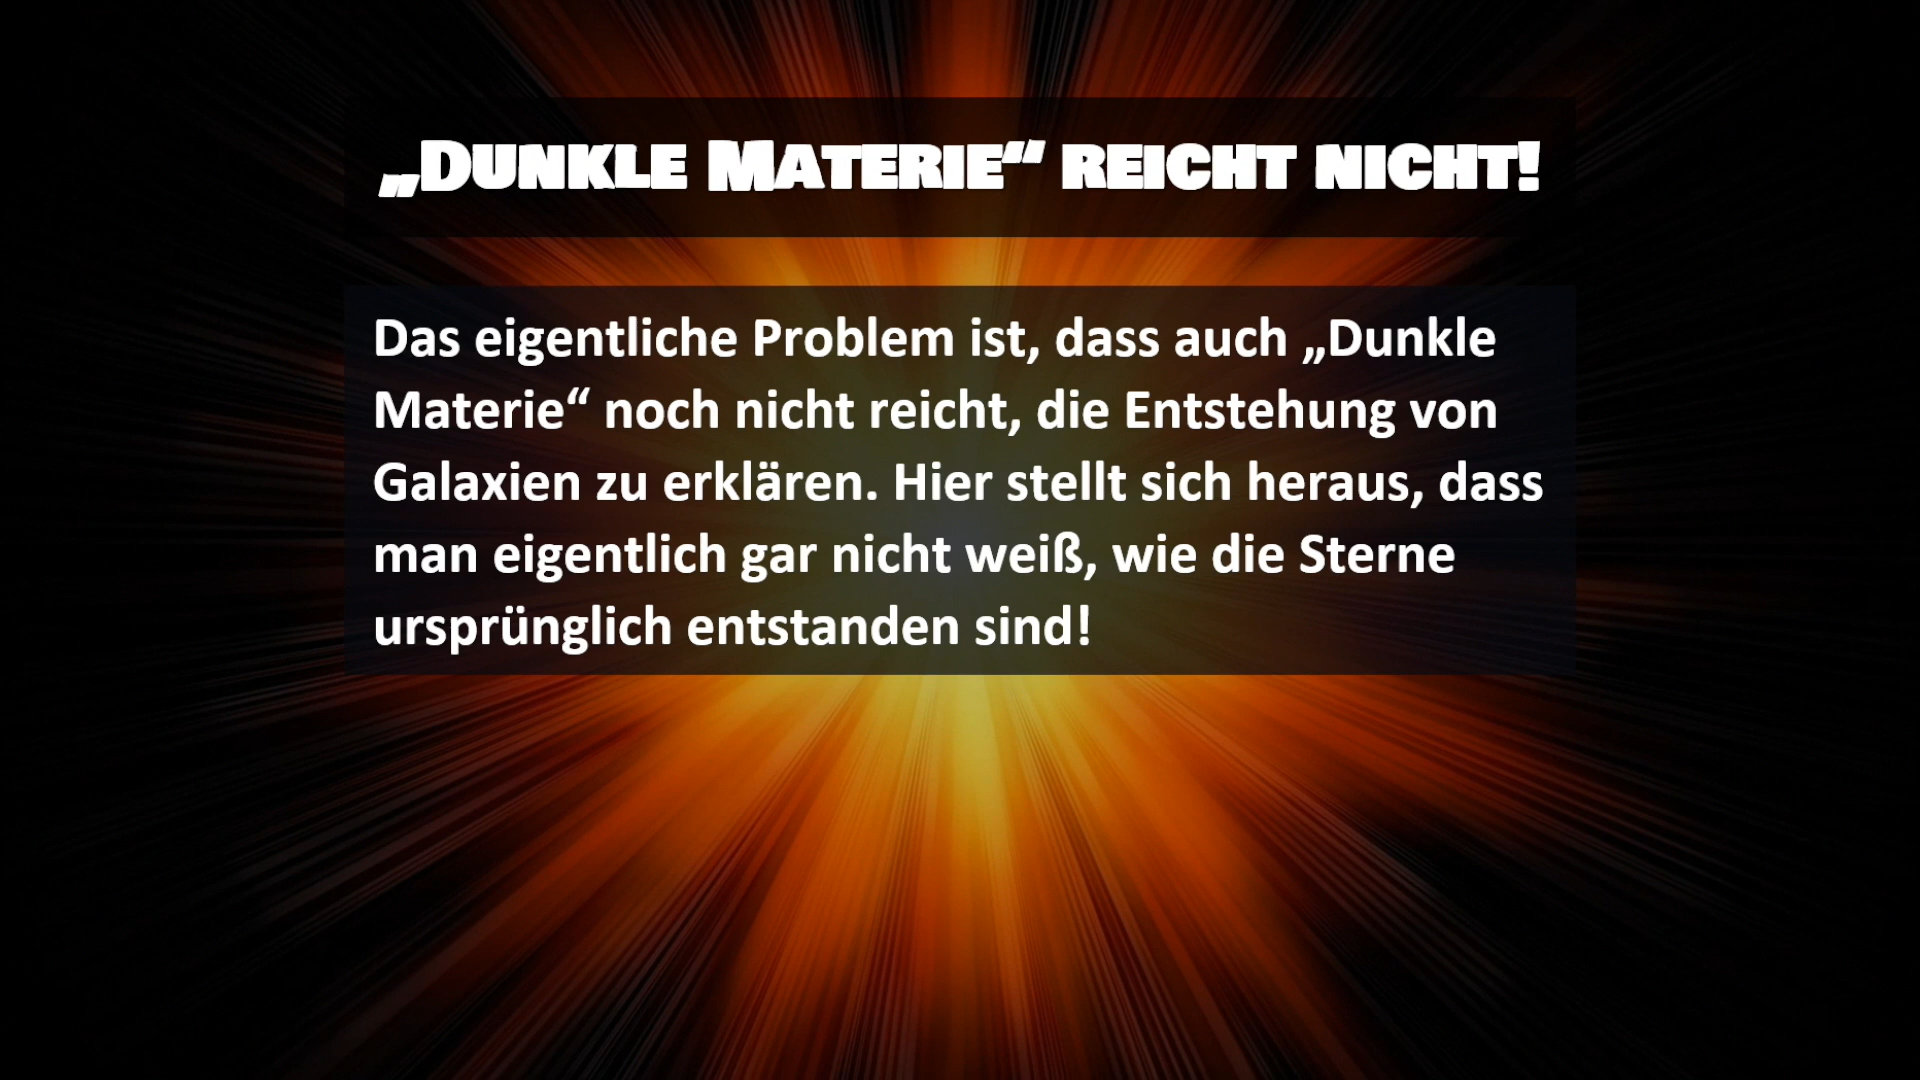 „Dunkle Materie“ reicht nicht!
Das eigentliche Problem ist, dass auch „Dunkle
Materie“ noch nicht reicht, die Entstehung von
Galaxien zu erklären. Hier stellt sich heraus, dass
man eigentlich gar nicht weiß, wie die Sterne
ursprünglich entstanden sind!